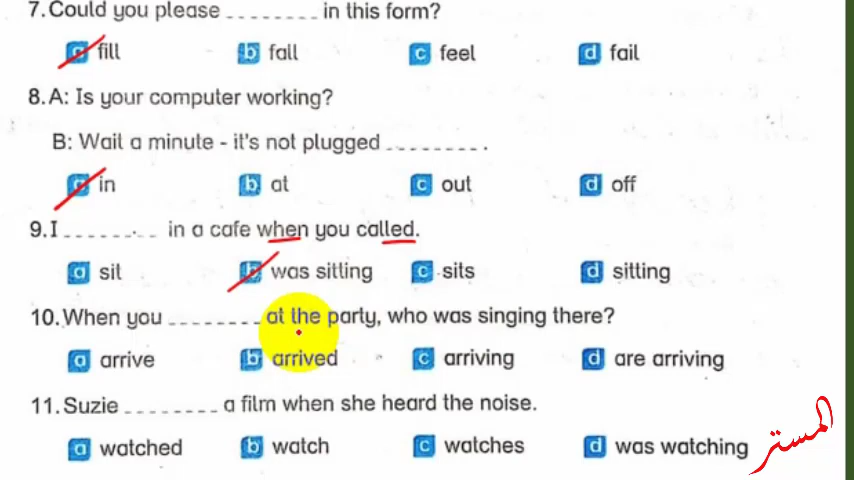 7. Could you please ________ in this form?
a fill b fall c feel d fail
8. A: Is your computer working?
B: Wait a minute - it's not plugged ________.
a in b at c out d off
9. I ________ in a cafe when you called.
a sit b was sitting c sits d sitting
10. When you ________ at the party, who was singing there?
a arrive b arrived c arriving d are arriving
11. Suzie ________ a film when she heard the noise.
a watched b watch c watches d was watching
المستر